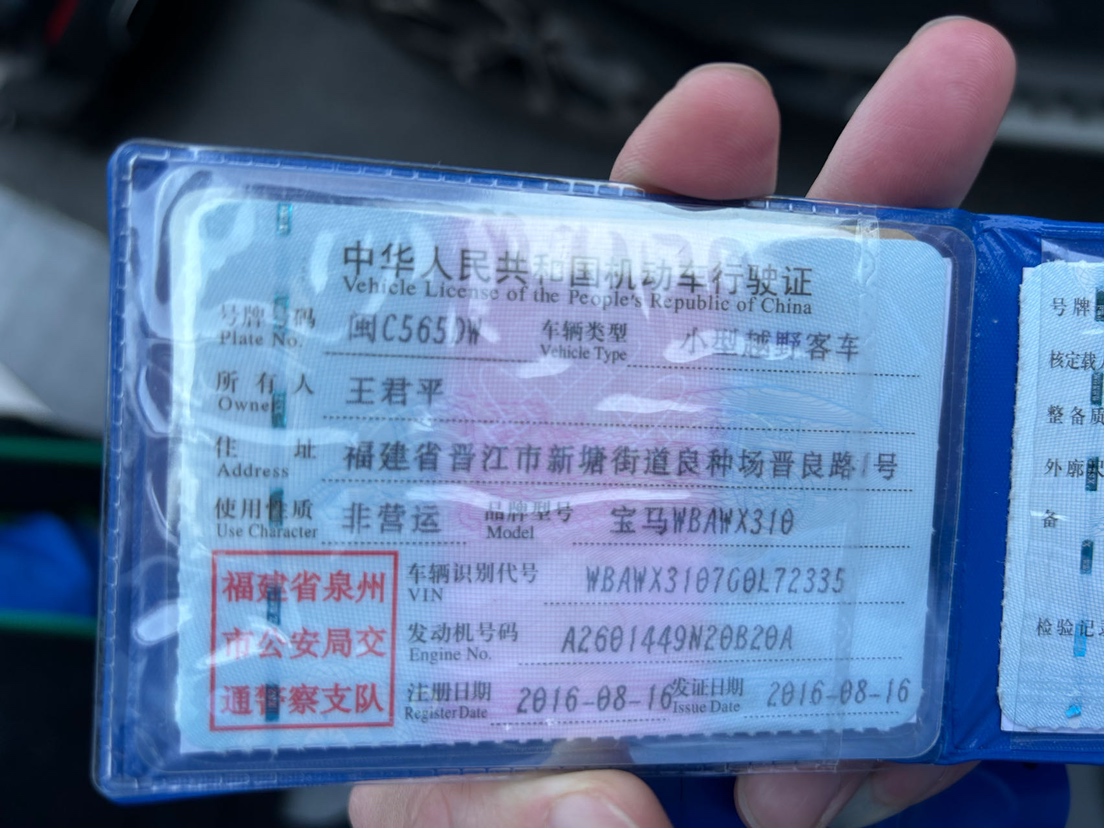 中华人民共和国机动车行驶证
Vehicle License of the People's Republic of China
号牌号码 闽C565DW 车辆类型 小型越野客车
Plate No. Vehicle Type
所有人 王君平
Owner
住址 福建省晋江市新塘街道良种场晋良路1号
Address
使用性质 非营运 品牌型号 宝马WBAWX310
Use Character Model
福建省泉州
市公安局交
通警察支队
车辆识别代号 WBAWX3107G0L72335
VIN
发动机号码 A2601449N20B20A
Engine No.
注册日期 2016-08-16 发证日期 2016-08-16
Register Date Issue Date
号牌
核定载
整备质
外廓
备
检验记